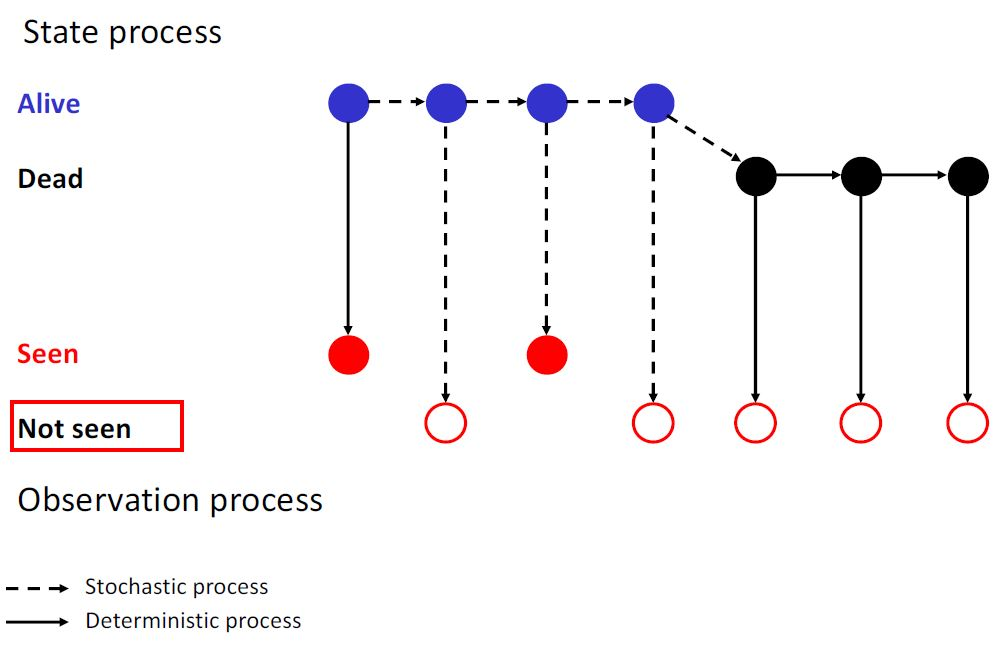 State process
Alive
Dead
Seen
Not seen
Observation process
Stochastic process
Deterministic process